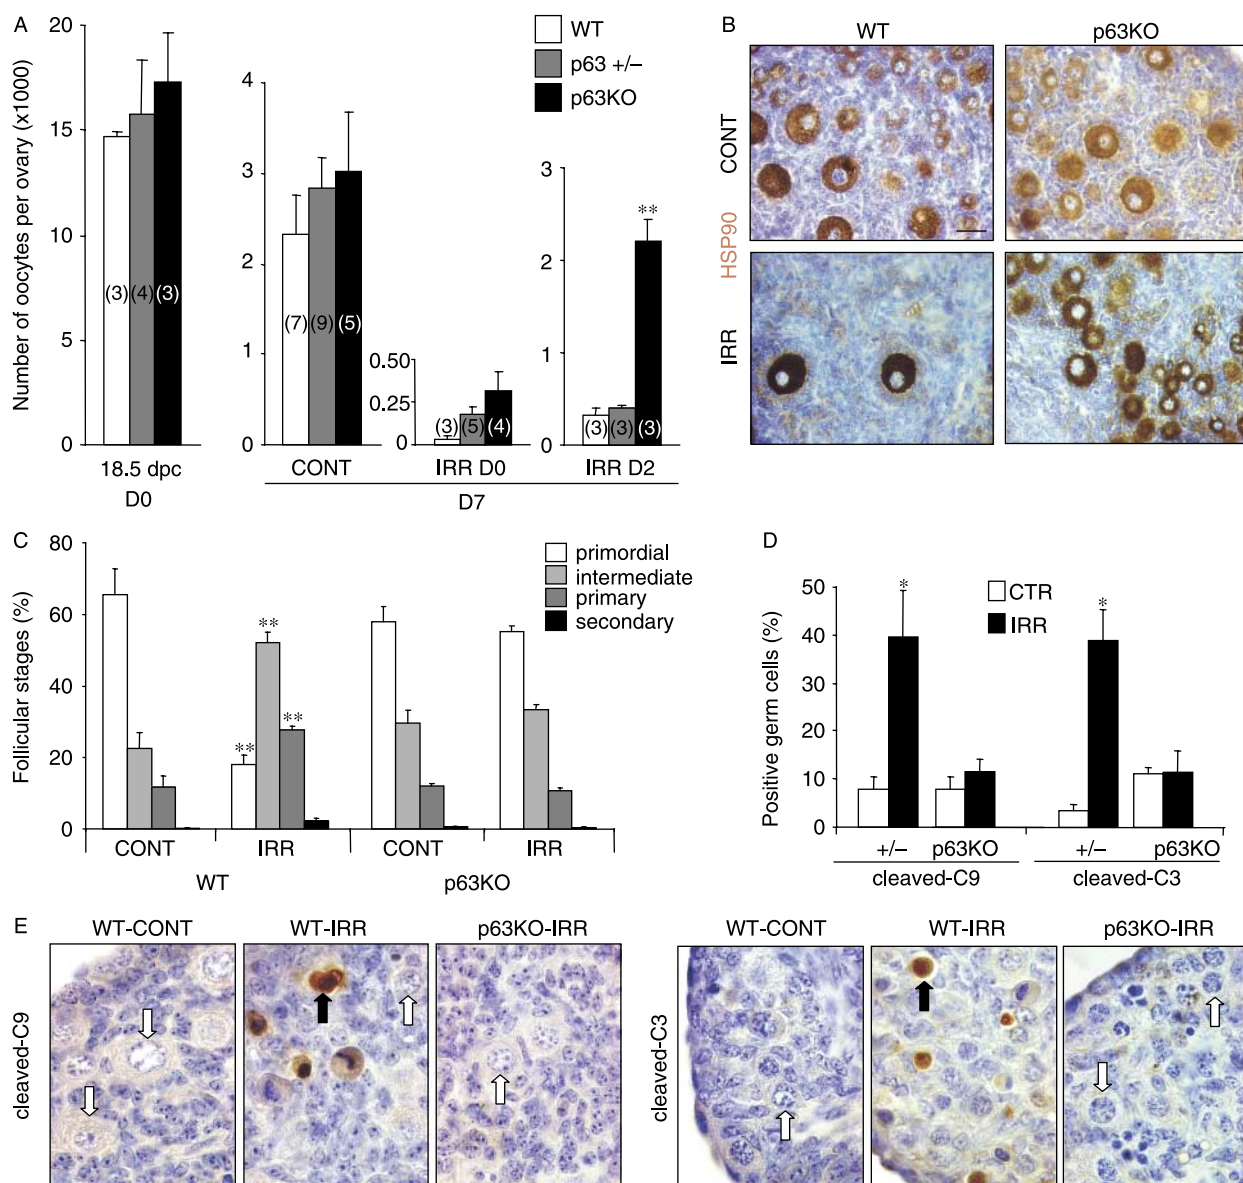 A
Number of oocytes per ovary (x1000)
20
15
10
5
0
(3) (4) (3)
18.5 dpc
D0
WT
p63 +/−
p63KO
4
3
2
1
0
(7) (9) (5)
CONT
0.50
0.25
0
(3) (5) (4)
IRR D0
3
2
1
0
**
(3) (3) (3)
IRR D2
D7
B
WT p63KO
HSP90
CONT
IRR
C
Follicular stages (%)
80
60
40
20
0
primordial
intermediate
primary
secondary
** ** **
CONT IRR CONT IRR
WT p63KO
D
Positive germ cells (%)
50
40
30
20
10
0
CTR
IRR
* *
+/− p63KO +/− p63KO
cleaved-C9 cleaved-C3
E
WT-CONT WT-IRR p63KO-IRR
cleaved-C9
WT-CONT WT-IRR p63KO-IRR
cleaved-C3